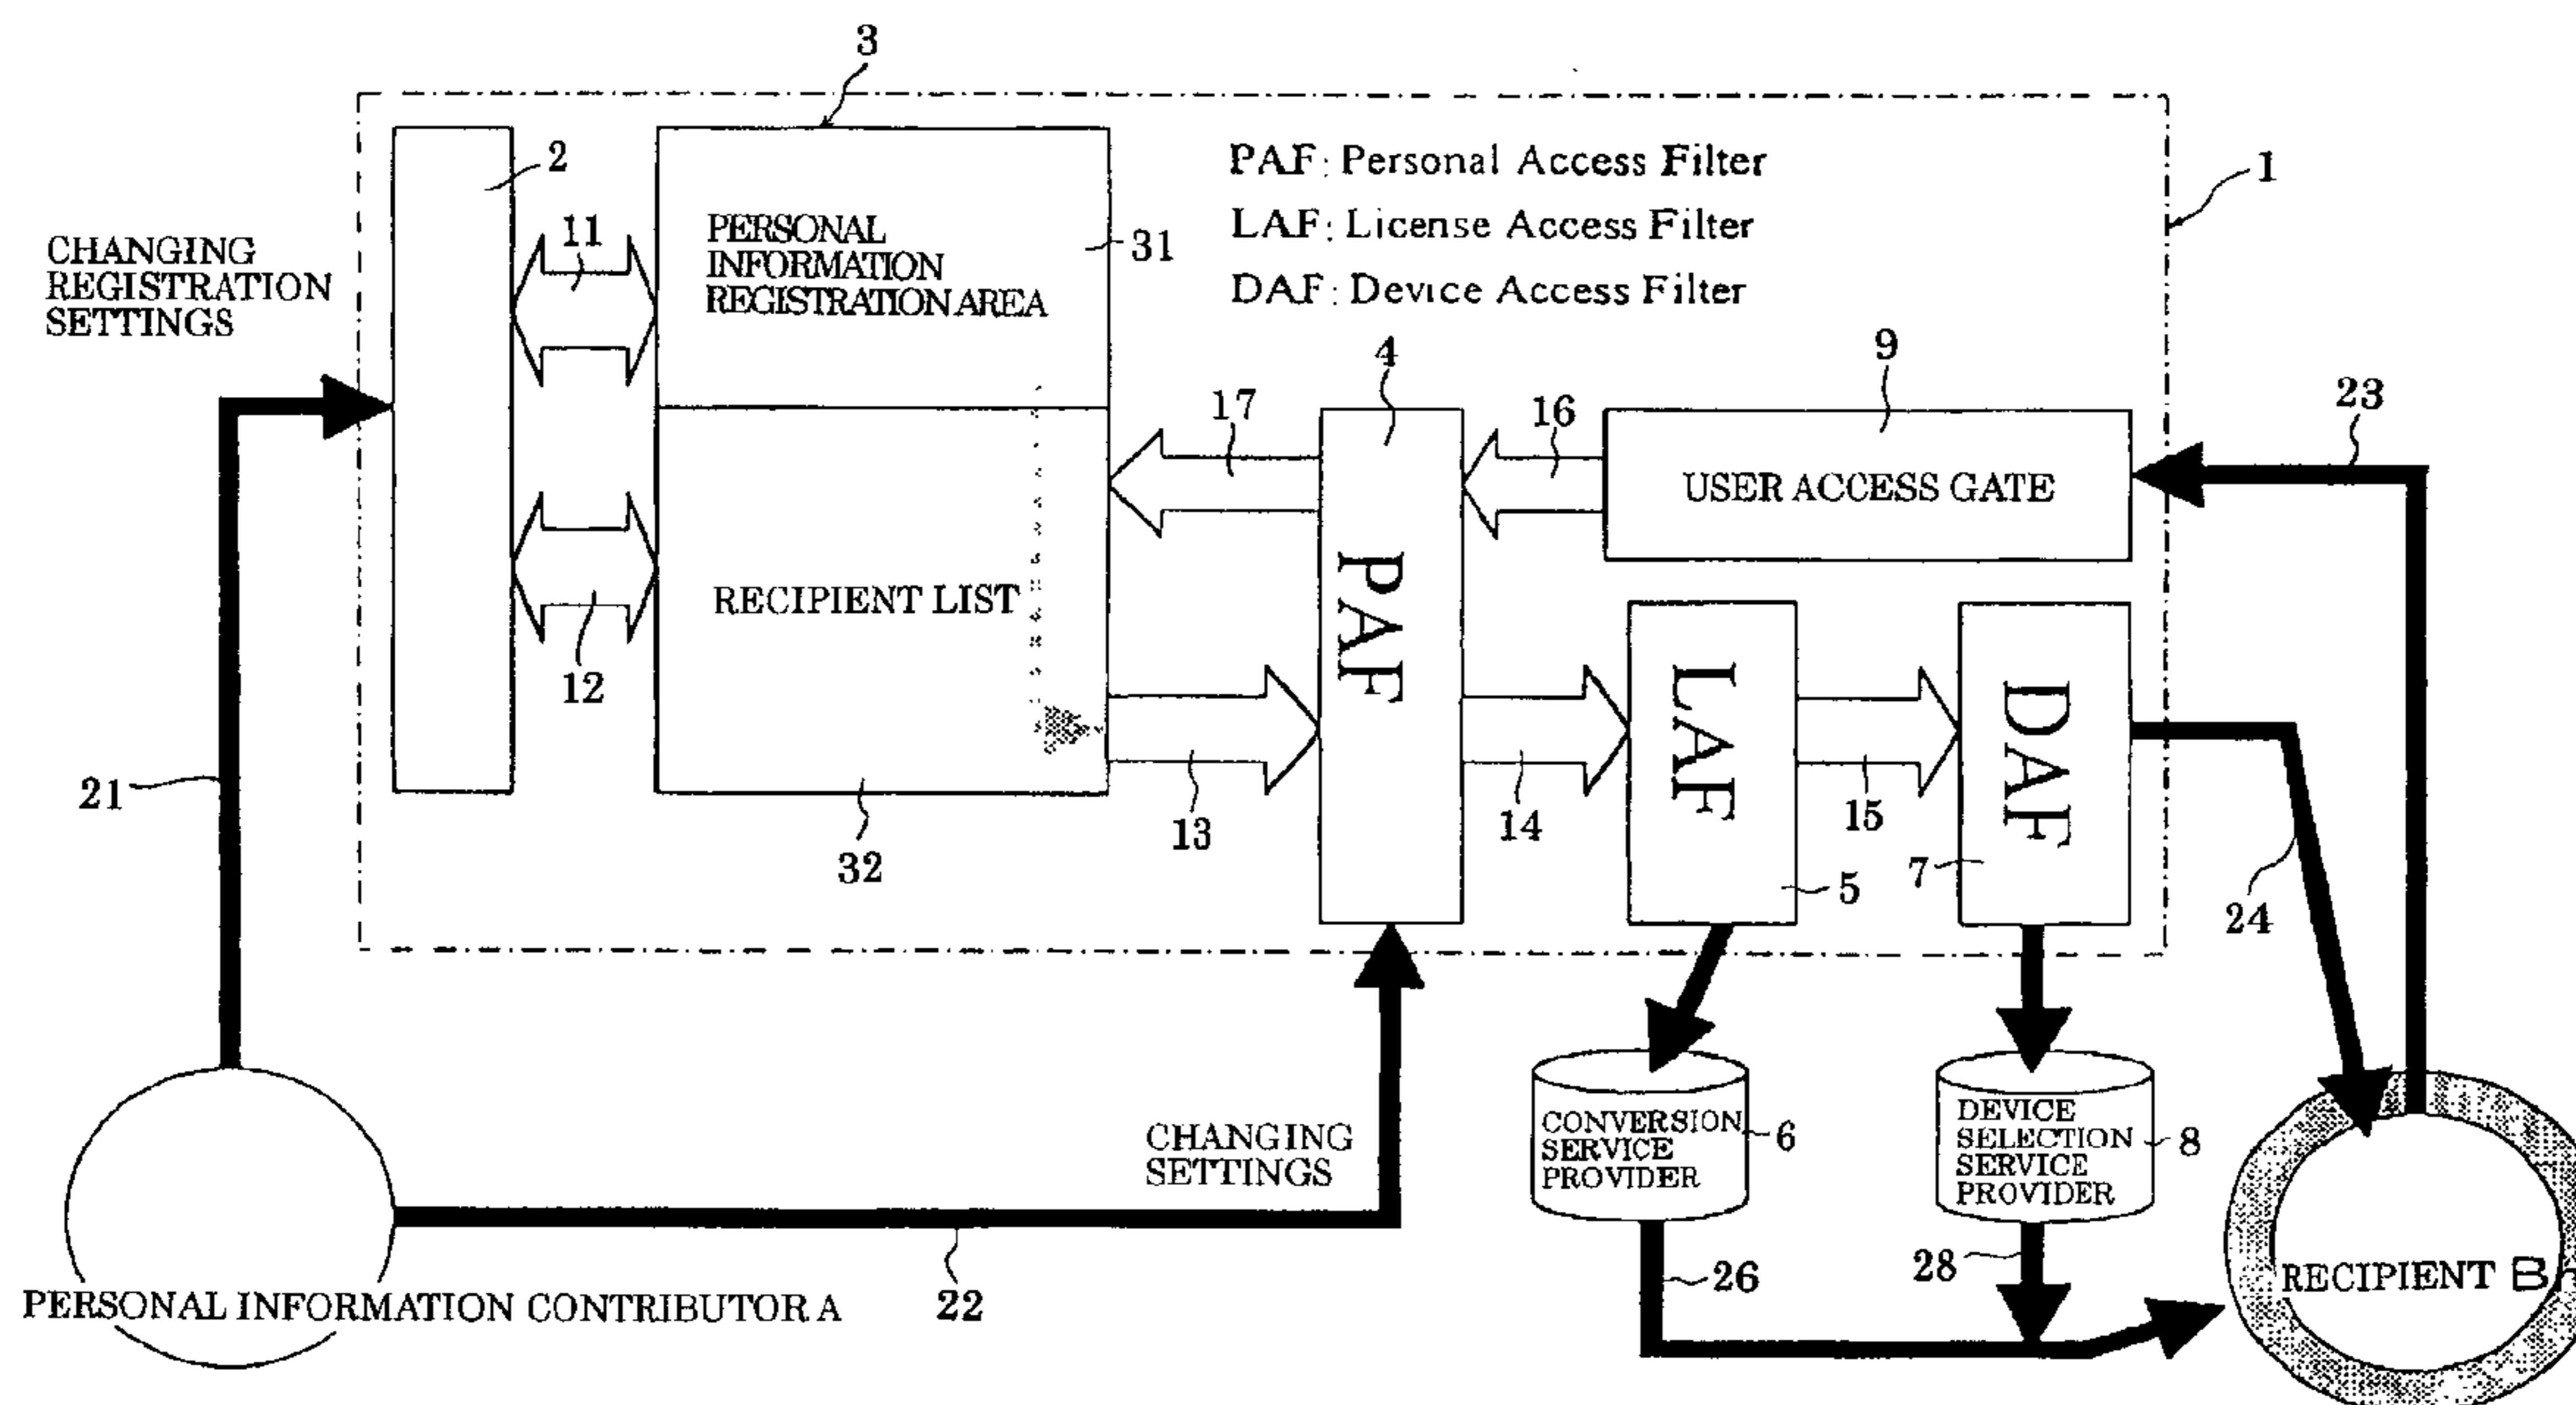 3
PAF: Personal Access Filter
LAF: License Access Filter
DAF: Device Access Filter
1
2
11
PERSONAL
INFORMATION
REGISTRATION AREA
31
CHANGING
REGISTRATION
SETTINGS
4
9
17
16
23
USER ACCESS GATE
PAF
RECIPIENT LIST
LAF
DAF
12
21
32
13
14
15
5
7
24
CONVERSION
SERVICE
PROVIDER
6
DEVICE
SELECTION
SERVICE
PROVIDER
8
CHANGING
SETTINGS
22
26
28
PERSONAL INFORMATION CONTRIBUTOR A
RECIPIENT Bn